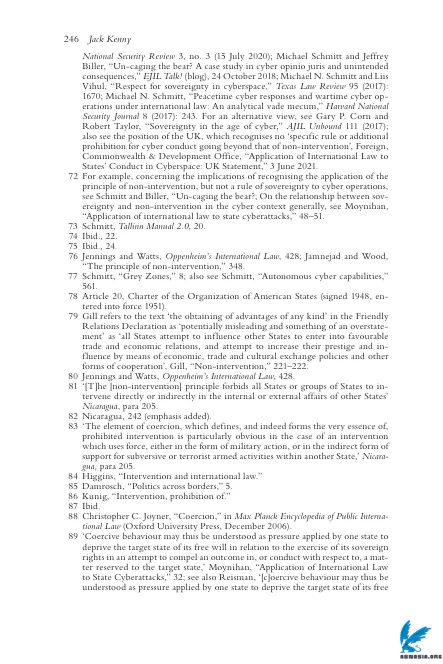 246 Jack Kenny
National Security Review 3, no. 3 (15 July 2020); Michael Schmitt and Jeffrey
Biller, “Un-caging the bear? A case study in cyber opinio juris and unintended
consequences,” EJIL Talk! (blog), 24 October 2018; Michael N. Schmitt and Liis
Vihul, “Respect for sovereignty in cyberspace,” Texas Law Review 95 (2017):
1670; Michael N. Schmitt, “Peacetime cyber responses and wartime cyber op-
erations under international law: An analytical vade mecum,” Harvard National
Security Journal 8 (2017): 243. For an alternative view, see Gary P. Corn and
Robert Taylor, “Sovereignty in the age of cyber,” AJIL Unbound 111 (2017);
also see the position of the UK, which recognises no ‘specific rule or additional
prohibition for cyber conduct going beyond that of non-intervention’, Foreign,
Commonwealth & Development Office, “Application of International Law to
States’ Conduct in Cyberspace: UK Statement,” 3 June 2021.
72 For example, concerning the implications of recognising the application of the
principle of non-intervention, but not a rule of sovereignty to cyber operations,
see Schmitt and Biller, “Un-caging the bear?; On the relationship between sov-
ereignty and non-intervention in the cyber context generally, see Moynihan,
“Application of international law to state cyberattacks,” 48–51.
73 Schmitt, Tallinn Manual 2.0, 20.
74 Ibid., 22.
75 Ibid., 24.
76 Jennings and Watts, Oppenheim’s International Law, 428; Jamnejad and Wood,
“The principle of non-intervention,” 348.
77 Schmitt, “Grey Zones,” 8; also see Schmitt, “Autonomous cyber capabilities,”
561.
78 Article 20, Charter of the Organization of American States (signed 1948, en-
tered into force 1951).
79 Gill refers to the text ‘the obtaining of advantages of any kind’ in the Friendly
Relations Declaration as ‘potentially misleading and something of an overstate-
ment’ as ‘all States attempt to influence other States to enter into favourable
trade and economic relations, and attempt to increase their prestige and in-
fluence by means of economic, trade and cultural exchange policies and other
forms of cooperation’, Gill, “Non-intervention,” 221–222.
80 Jennings and Watts, Oppenheim’s International Law, 428.
81 ‘[T]he [non-intervention] principle forbids all States or groups of States to in-
tervene directly or indirectly in the internal or external affairs of other States’
Nicaragua, para 205.
82 Nicaragua, 242 (emphasis added).
83 ‘The element of coercion, which defines, and indeed forms the very essence of,
prohibited intervention is particularly obvious in the case of an intervention
which uses force, either in the form of military action, or in the indirect form of
support for subversive or terrorist armed activities within another State,’ Nicara-
gua, para 205.
84 Higgins, “Intervention and international law.”
85 Damrosch, “Politics across borders,” 5.
86 Kunig, “Intervention, prohibition of.”
87 Ibid.
88 Christopher C. Joyner, “Coercion,” in Max Planck Encyclopedia of Public Interna-
tional Law (Oxford University Press, December 2006).
89 ‘Coercive behaviour may thus be understood as pressure applied by one state to
deprive the target state of its free will in relation to the exercise of its sovereign
rights in an attempt to compel an outcome in, or conduct with respect to, a mat-
ter reserved to the target state,’ Moynihan, “Application of International Law
to State Cyberattacks,” 32; see also Reisman, ‘[c]oercive behaviour may thus be
understood as pressure applied by one state to deprive the target state of its free